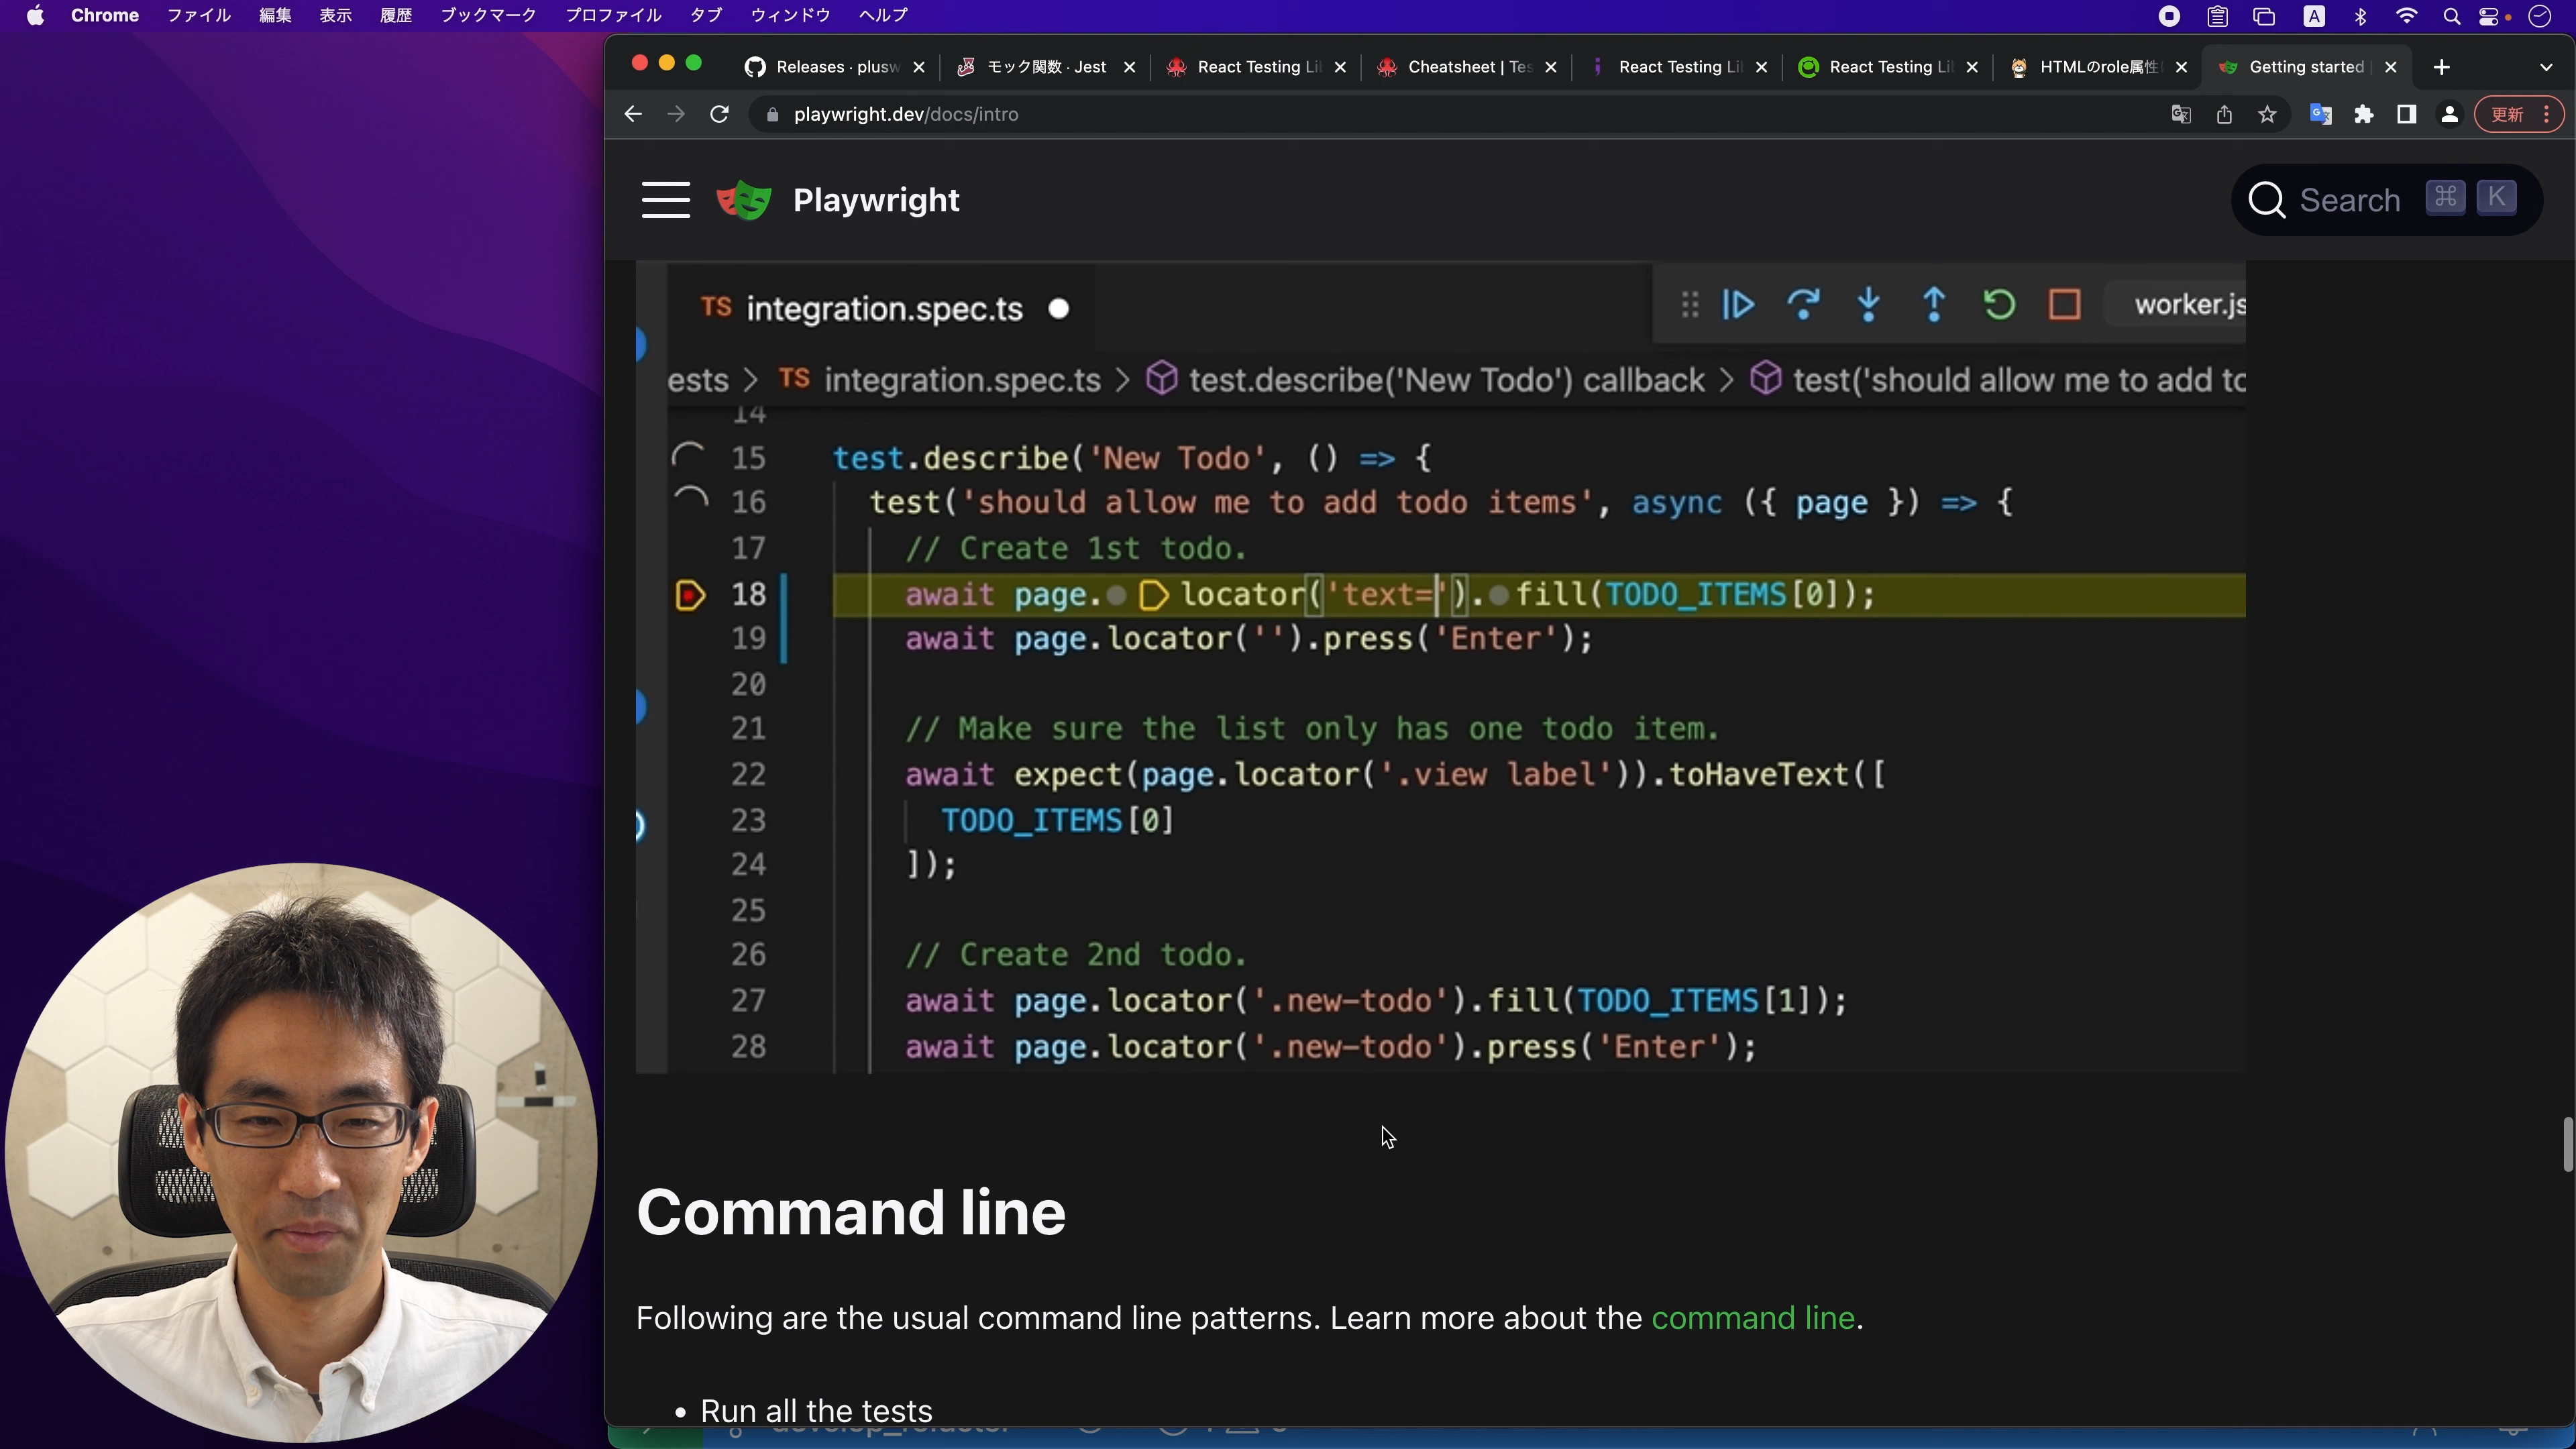 Chrome ファイル 編集 表示 履歴 ブックマーク プロファイル タブ ウィンドウ ヘルプ A
Releases · plusw モック関数 · Jest React Testing Li Cheatsheet | Tes React Testing Li React Testing Li HTMLのrole属性 Getting started |
playwright.dev/docs/intro 更新
Playwright Search ⌘ K
TS integration.spec.ts worker.js
ests > TS integration.spec.ts > test.describe('New Todo') callback > test('should allow me to add to
14
15 test.describe('New Todo', () => {
16 test('should allow me to add todo items', async ({ page }) => {
17 // Create 1st todo.
18 await page.locator('text=').fill(TODO_ITEMS[0]);
19 await page.locator('').press('Enter');
20
21 // Make sure the list only has one todo item.
22 await expect(page.locator('.view label')).toHaveText([
23 TODO_ITEMS[0]
24 ]);
25
26 // Create 2nd todo.
27 await page.locator('.new-todo').fill(TODO_ITEMS[1]);
28 await page.locator('.new-todo').press('Enter');
Command line
Following are the usual command line patterns. Learn more about the command line.
• Run all the tests
develop_refactor